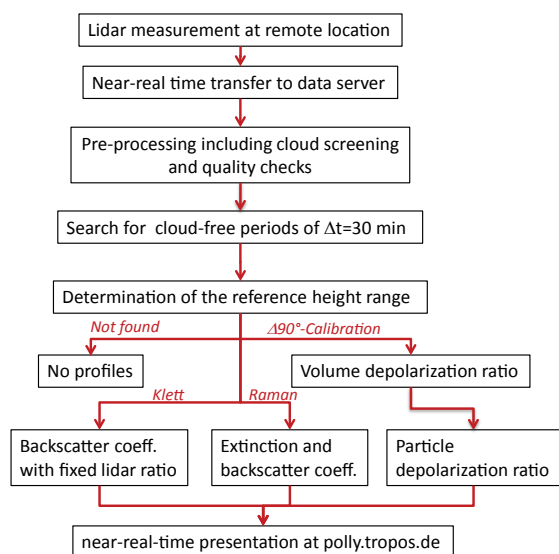 Lidar measurement at remote location
Near-real time transfer to data server
Pre-processing including cloud screening
and quality checks
Search for cloud-free periods of Δt=30 min
Determination of the reference height range
Not found
Δ90°-Calibration
No profiles
Volume depolarization ratio
Klett
Raman
Backscatter coeff.
with fixed lidar ratio
Extinction and
backscatter coeff.
Particle
depolarization ratio
near-real-time presentation at polly.tropos.de